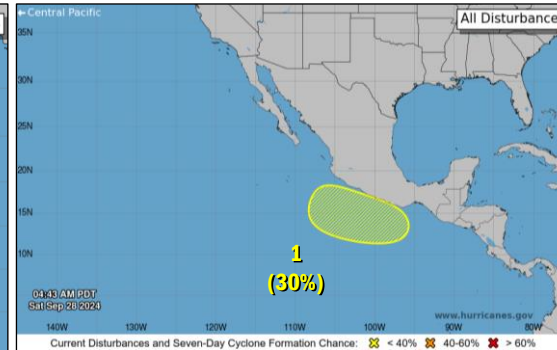 ←Central Pacific
All Disturbance
35N
30N
25N
20N
15N
10N
1
(30%)
04:43 AM PDT
Sat Sep 28 2024
www.hurricanes.gov
140W 130W 120W 110W 100W 90W 80W
Current Disturbances and Seven-Day Cyclone Formation Chance: < 40% 40-60% > 60%